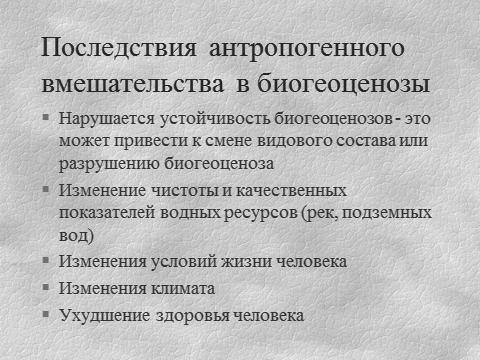 Последствия антропогенного
вмешательства в биогеоценозы
▪ Нарушается устойчивость биогеоценозов - это
может привести к смене видового состава или
разрушению биогеоценоза
▪ Изменение чистоты и качественных
показателей водных ресурсов (рек, подземных
вод)
▪ Изменения условий жизни человека
▪ Изменения климата
▪ Ухудшение здоровья человека